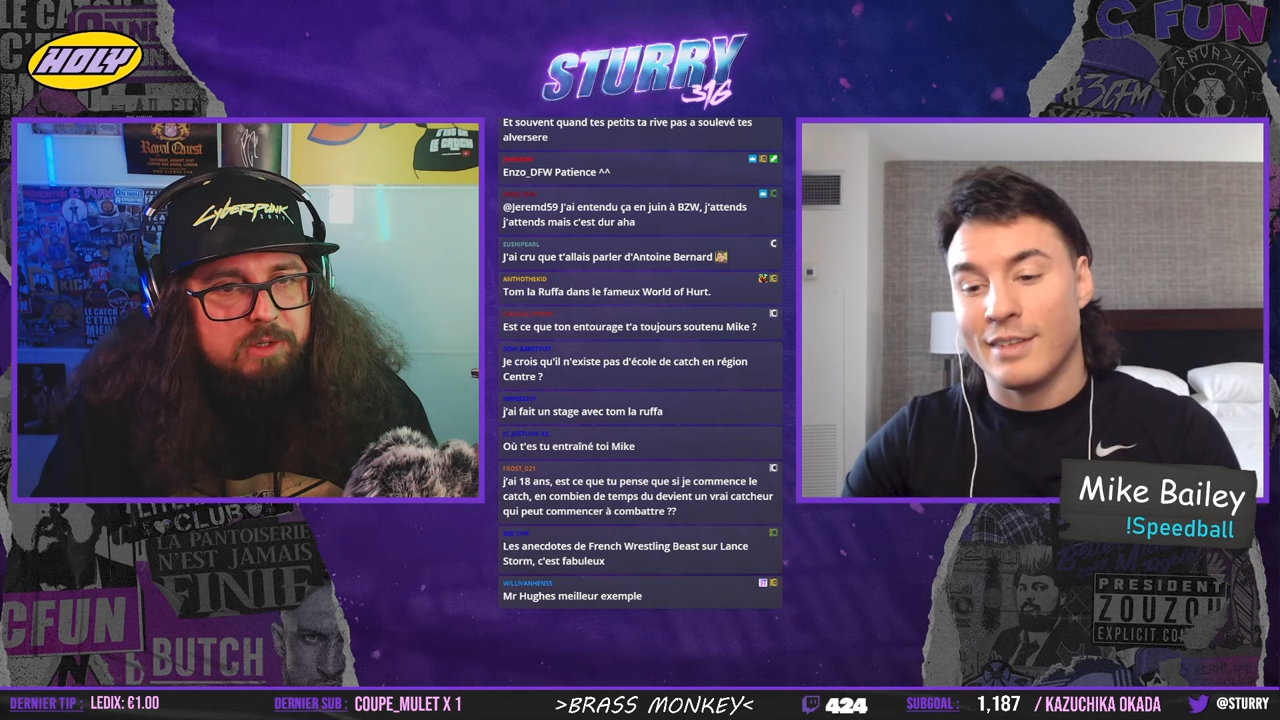 HOLY
STURRY
316
C FUN
#3CFM
Royal Quest
CYBERPUNK
2077
Et souvent quand tes petits ta rive pas a soulevé tes
alversere
Enzo_DFW Patience ^^
@Jeremd59 J'ai entendu ça en juin à BZW, j'attends
j'attends mais c'est dur aha
SUSHIPEARL
J'ai cru que t'allais parler d'Antoine Bernard
ANTHOTHEKID
Tom la Ruffa dans le fameux World of Hurt.
Est ce que ton entourage t'a toujours soutenu Mike ?
Je crois qu'il n'existe pas d'école de catch en région
Centre ?
j'ai fait un stage avec tom la ruffa
Où t'es tu entraîné toi Mike
FROST_D21
j'ai 18 ans, est ce que tu pense que si je commence le
catch, en combien de temps du devient un vrai catcheur
qui peut commencer à combattre ??
Les anecdotes de French Wrestling Beast sur Lance
Storm, c'est fabuleux
WILLIVANHENSS
Mr Hughes meilleur exemple
Mike Bailey
!Speedball
CLUB
LA PANTOISERIE
N'EST JAMAIS
FINIE
CFUN
BUTCH
PRESIDENT
ZOUZOU
DERNIER TIP : LEDIX: €1.00
DERNIER SUB : COUPE_MULET X 1
>BRASS MONKEY<
424
SUBGOAL : 1,187 / KAZUCHIKA OKADA
@STURRY